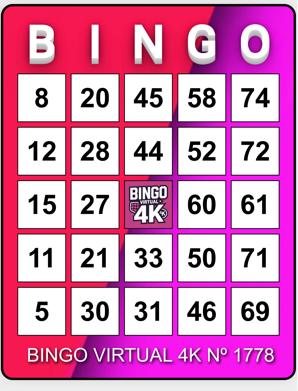 BINGO
8 20 45 58 74
12 28 44 52 72
15 27 BINGO VIRTUAL 4K 60 61
11 21 33 50 71
5 30 31 46 69
BINGO VIRTUAL 4K Nº 1778